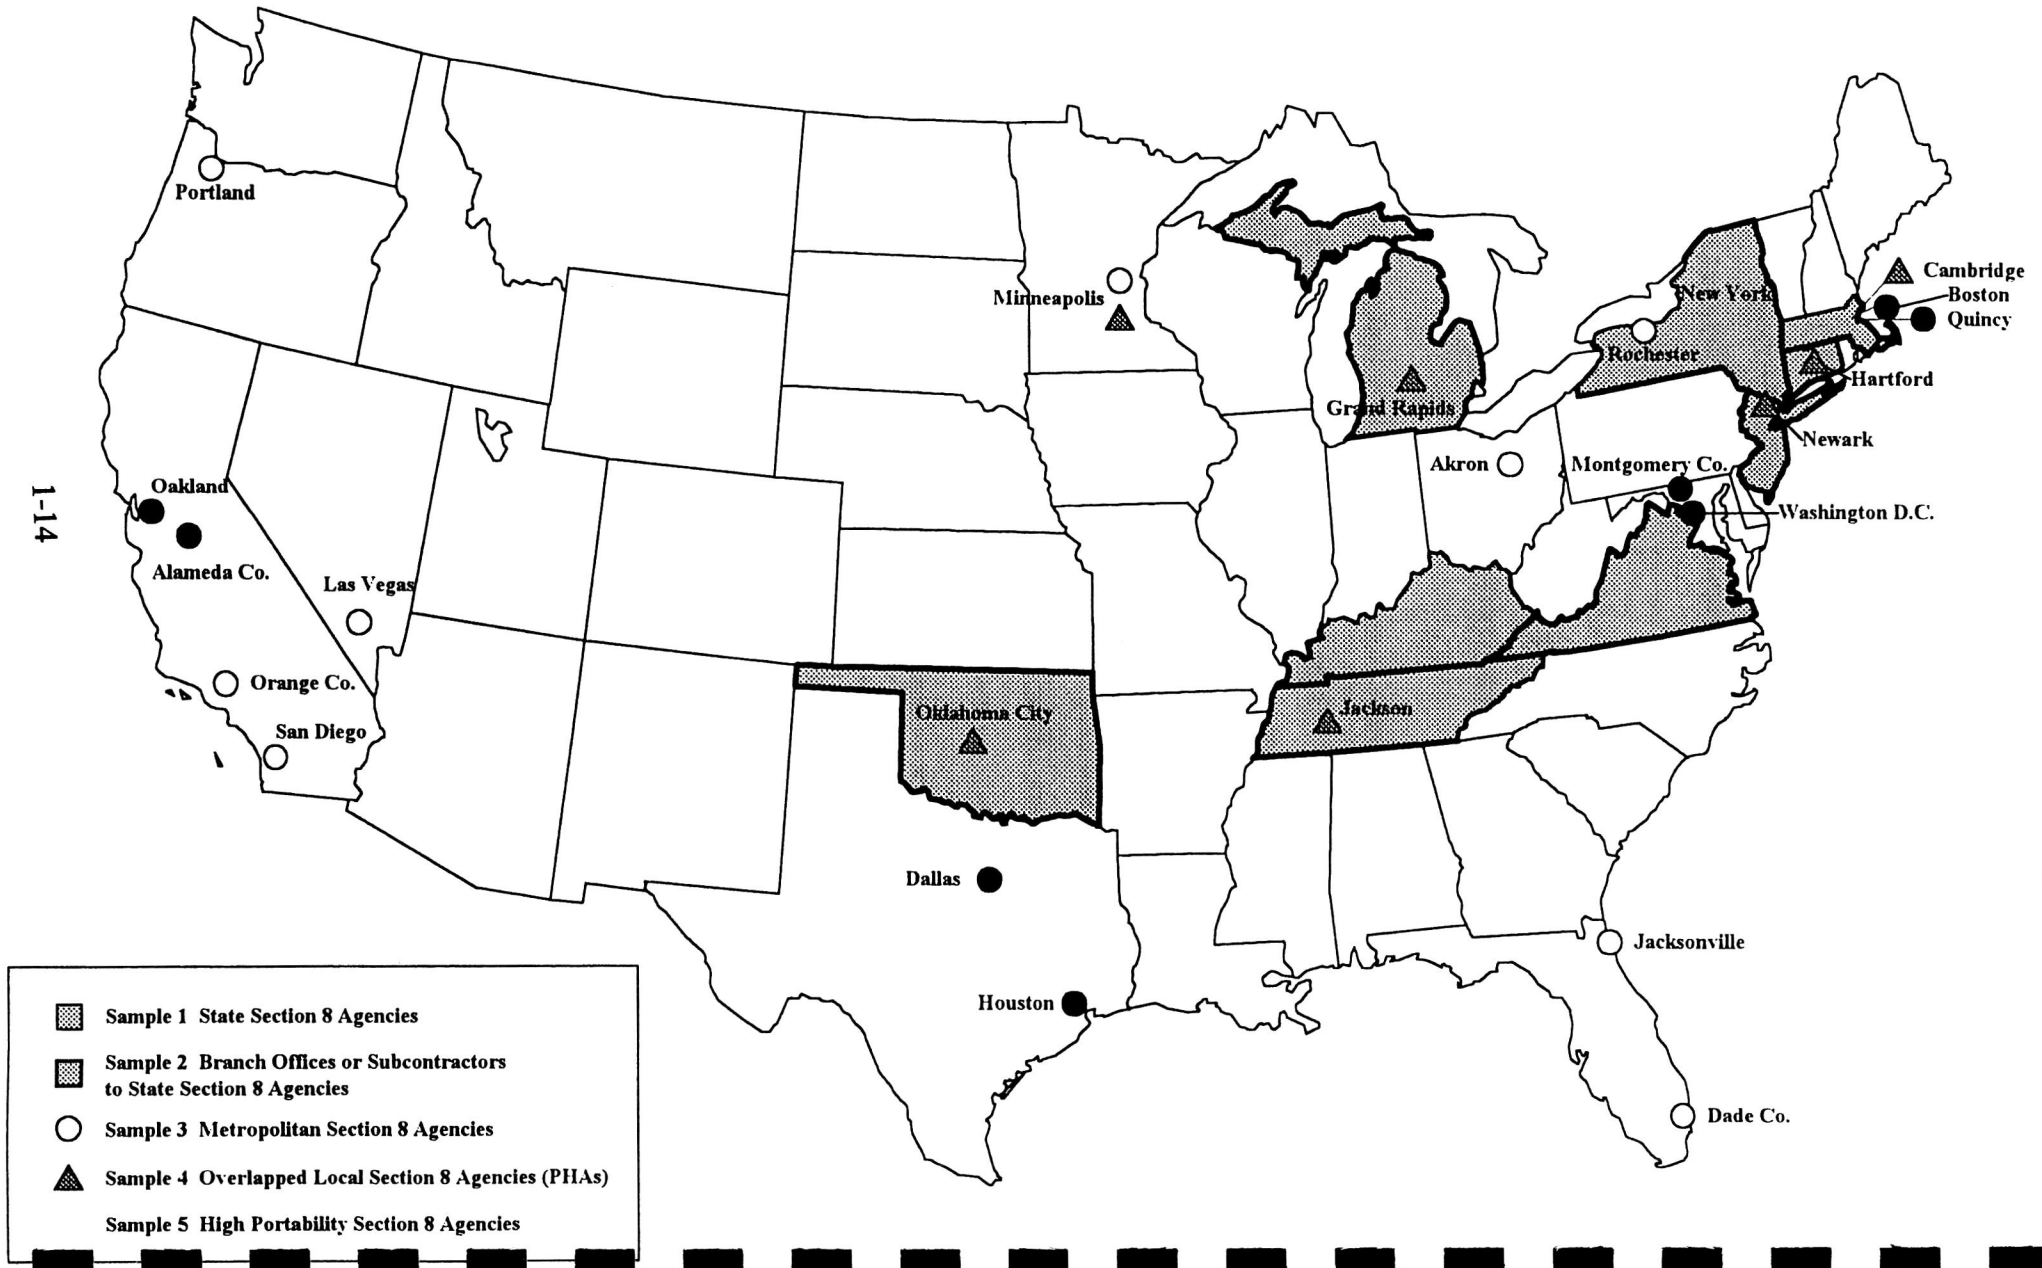 Portland
Minneapolis
Cambridge
Boston
Quincy
New York
Rochester
Hartford
Grand Rapids
Newark
Akron
Montgomery Co.
Washington D.C.
Oakland
Alameda Co.
Las Vegas
Orange Co.
San Diego
Oklahoma City
Jackson
Dallas
Houston
Jacksonville
Dade Co.
1-14
Sample 1 State Section 8 Agencies
Sample 2 Branch Offices or Subcontractors
to State Section 8 Agencies
Sample 3 Metropolitan Section 8 Agencies
Sample 4 Overlapped Local Section 8 Agencies (PHAs)
Sample 5 High Portability Section 8 Agencies